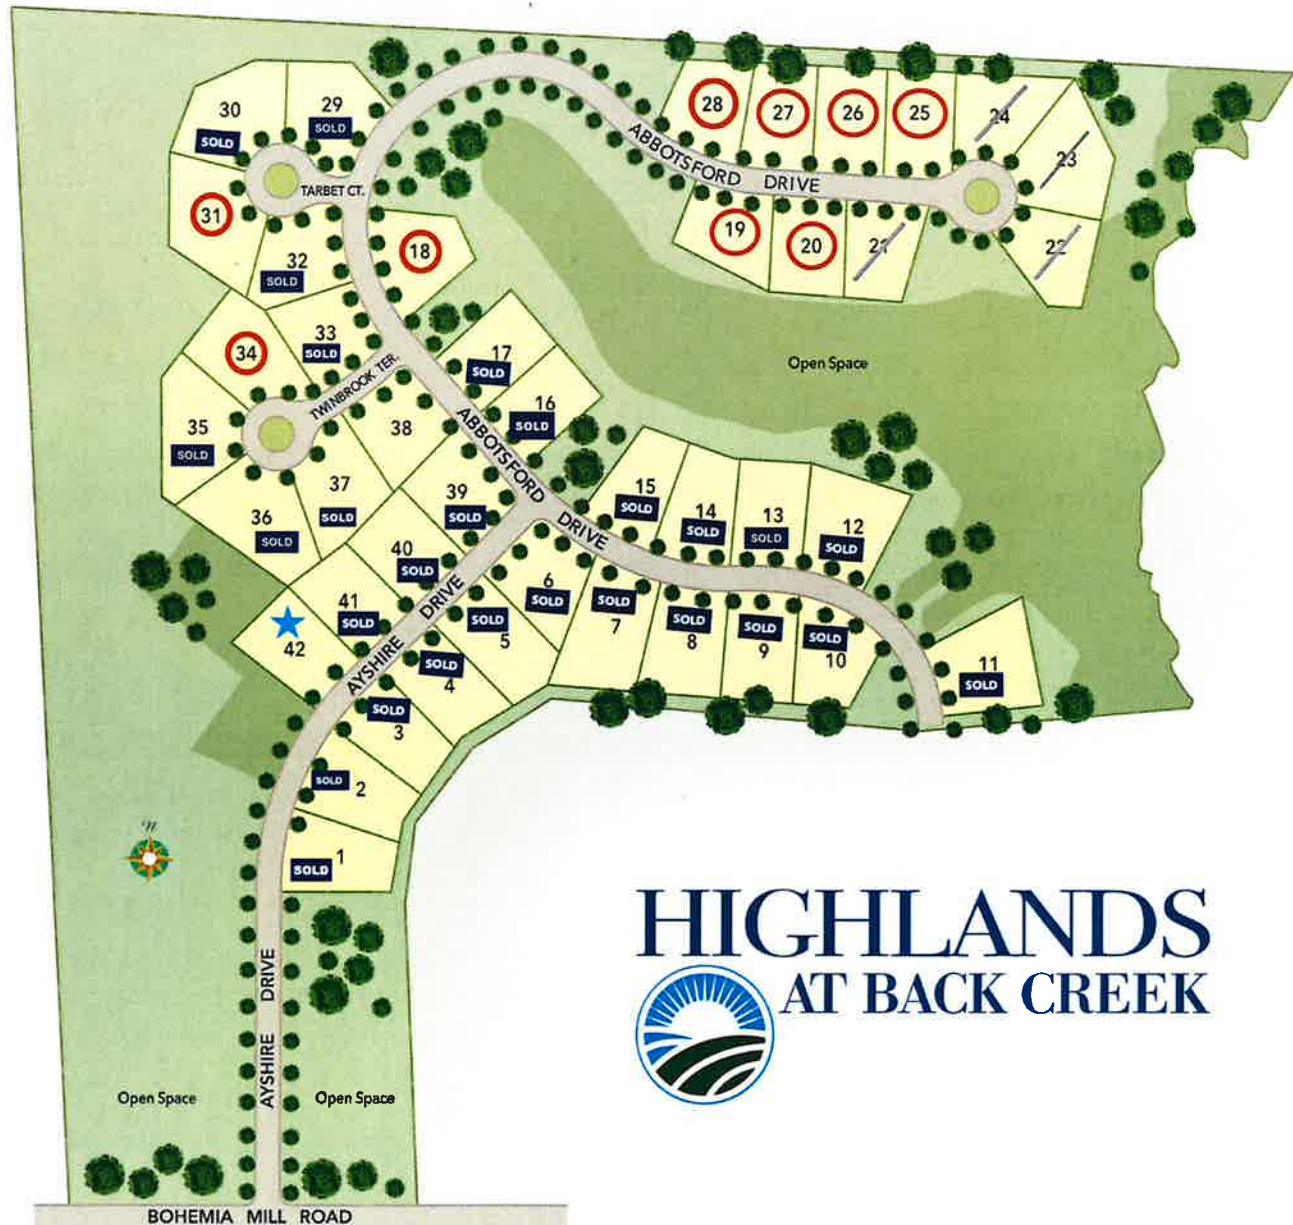 30
SOLD
29
SOLD
28
27
26
25
24
23
22
21
20
19
ABBOTSFORD DRIVE
TARBET CT.
31
32
SOLD
18
33
SOLD
34
TWINBROOK TER.
17
SOLD
16
SOLD
Open Space
35
SOLD
38
37
SOLD
36
SOLD
ABBOTSFORD DRIVE
39
SOLD
40
SOLD
41
SOLD
42
15
SOLD
14
SOLD
13
SOLD
12
SOLD
6
SOLD
SOLD
7
SOLD
8
SOLD
9
SOLD
10
11
SOLD
SOLD
5
SOLD
4
SOLD
3
SOLD 2
SOLD 1
AYSHIRE DRIVE
n
HIGHLANDS
AT BACK CREEK
AYSHIRE DRIVE
Open Space
Open Space
BOHEMIA MILL ROAD